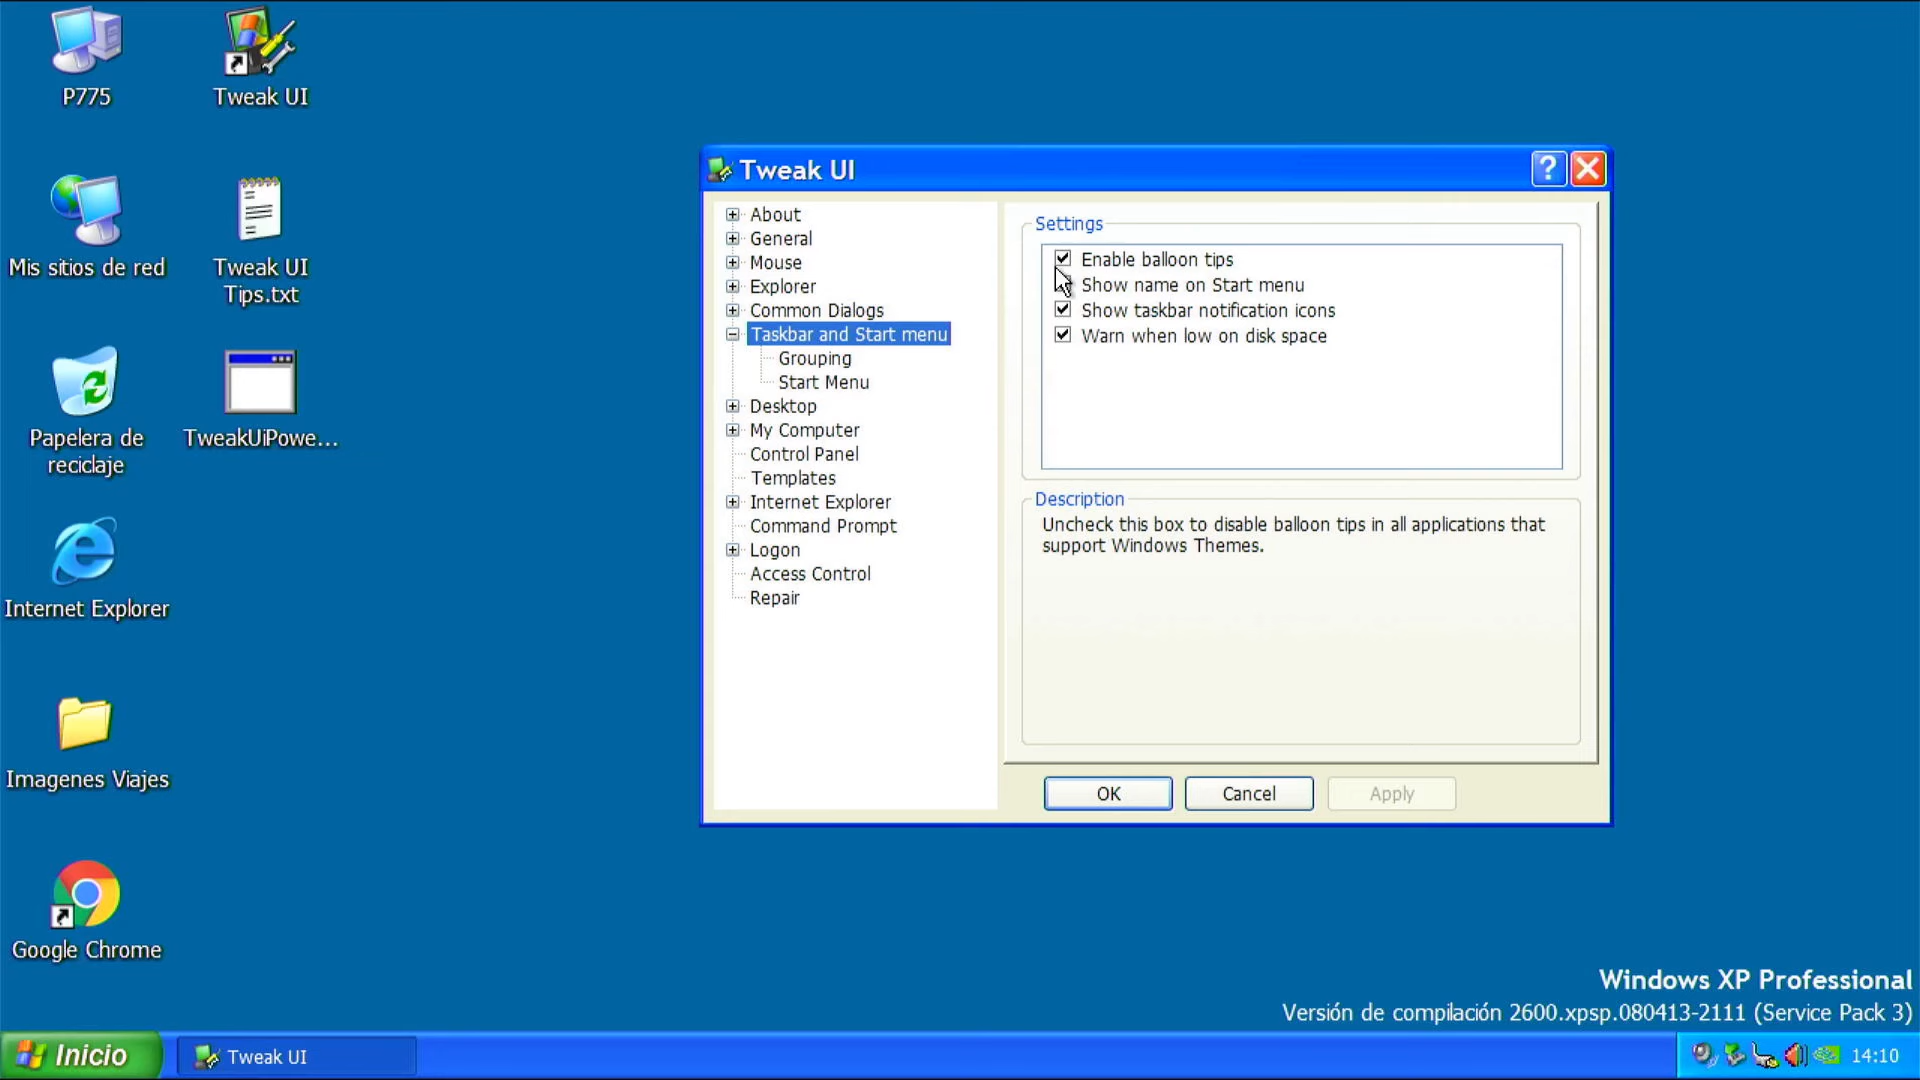 P775
Tweak UI
Mis sitios de red
Tweak UI
Tips.txt
Papelera de
reciclaje
TweakUiPowe...
Internet Explorer
Imagenes Viajes
Google Chrome
Tweak UI
?
About
General
Mouse
Explorer
Common Dialogs
Taskbar and Start menu
Grouping
Start Menu
Desktop
My Computer
Control Panel
Templates
Internet Explorer
Command Prompt
Logon
Access Control
Repair
Settings
Enable balloon tips
Show name on Start menu
Show taskbar notification icons
Warn when low on disk space
Description
Uncheck this box to disable balloon tips in all applications that
support Windows Themes.
OK
Cancel
Apply
Windows XP Professional
Versión de compilación 2600.xpsp.080413-2111 (Service Pack 3)
Inicio
Tweak UI
14:10